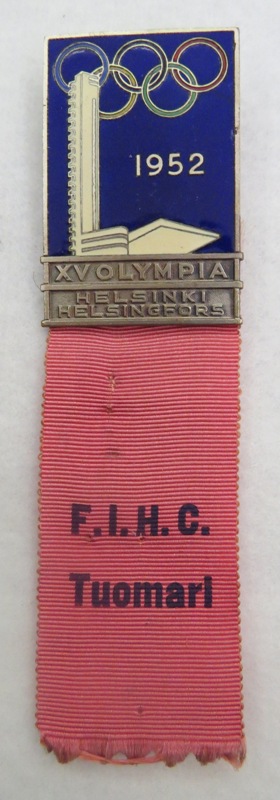 1952
XV OLYMPIA
HELSINKI
HELSINGFORS
F.I.H.C.
Tuomari